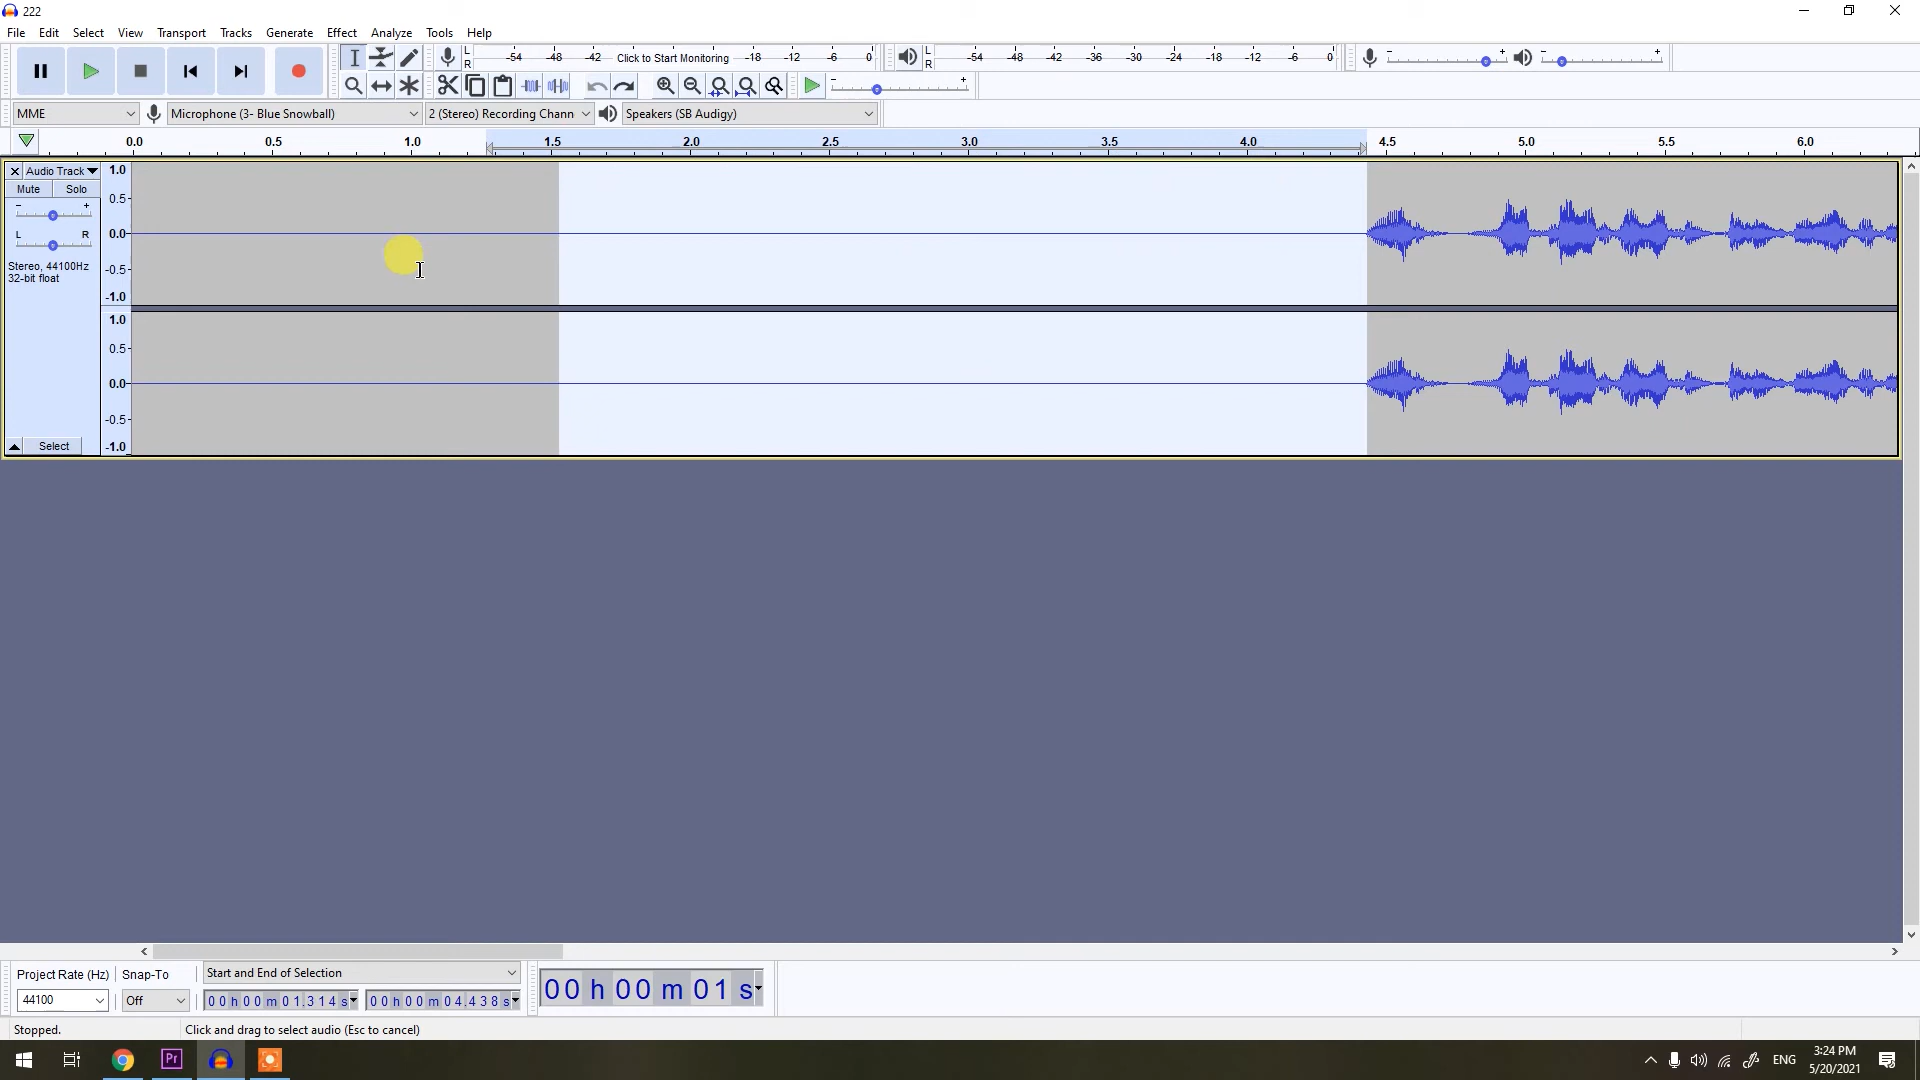 222
File Edit Select View Transport Tracks Generate Effect Analyze Tools Help
L R -54 -48 -42 Click to Start Monitoring -18 -12 -6 0 L R -54 -48 -42 -36 -30 -24 -18 -12 -6 0 - + - +
- +
MME Microphone (3- Blue Snowball) 2 (Stereo) Recording Chann Speakers (SB Audigy)
0.0 0.5 1.0 1.5 2.0 2.5 3.0 3.5 4.0 4.5 5.0 5.5 6.0
Audio Track 1.0
Mute Solo 0.5
- +
L R 0.0
Stereo, 44100Hz -0.5
32-bit float
-1.0
1.0
0.5
0.0
-0.5
Select -1.0
Project Rate (Hz) Snap-To Start and End of Selection
44100 Off 00h00m01.314s 00h00m04.438s 00 h 00 m 01 s
Stopped. Click and drag to select audio (Esc to cancel)
Pr ENG 3:24 PM
5/20/2021